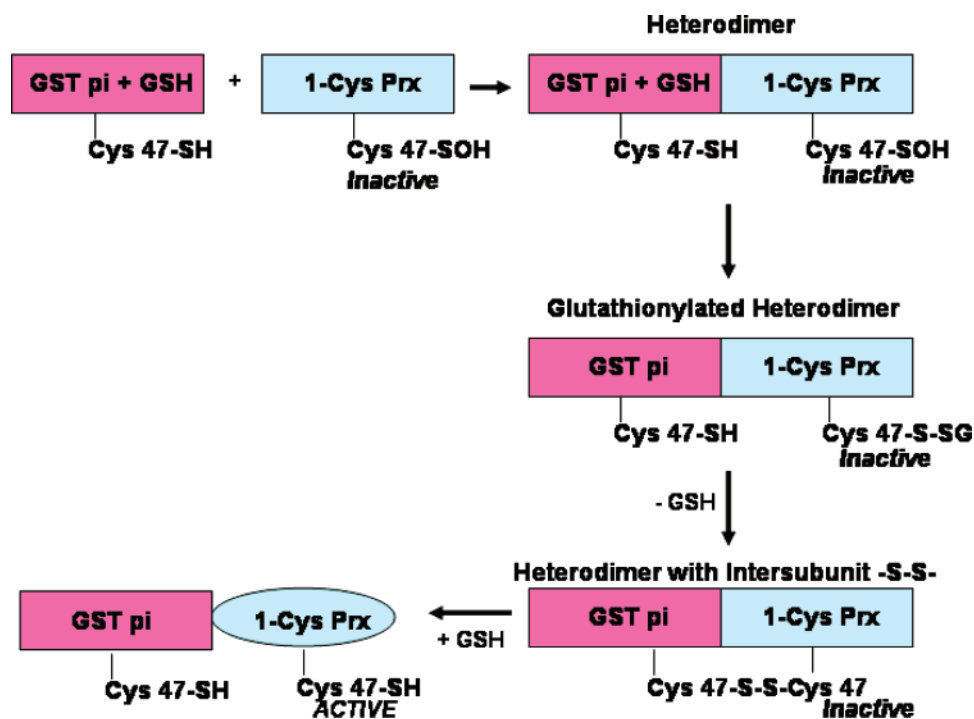 Heterodimer
GST pi + GSH + 1-Cys Prx GST pi + GSH 1-Cys Prx
Cys 47-SH Cys 47-SOH Cys 47-SH Cys 47-SOH
Inactive Inactive
Glutathionylated Heterodimer
GST pi 1-Cys Prx
Cys 47-SH Cys 47-S-SG
Inactive
- GSH
Heterodimer with Intersubunit -S-S-
GST pi 1-Cys Prx GST pi 1-Cys Prx
+ GSH
Cys 47-SH Cys 47-SH Cys 47-S-S-Cys 47
ACTIVE Inactive